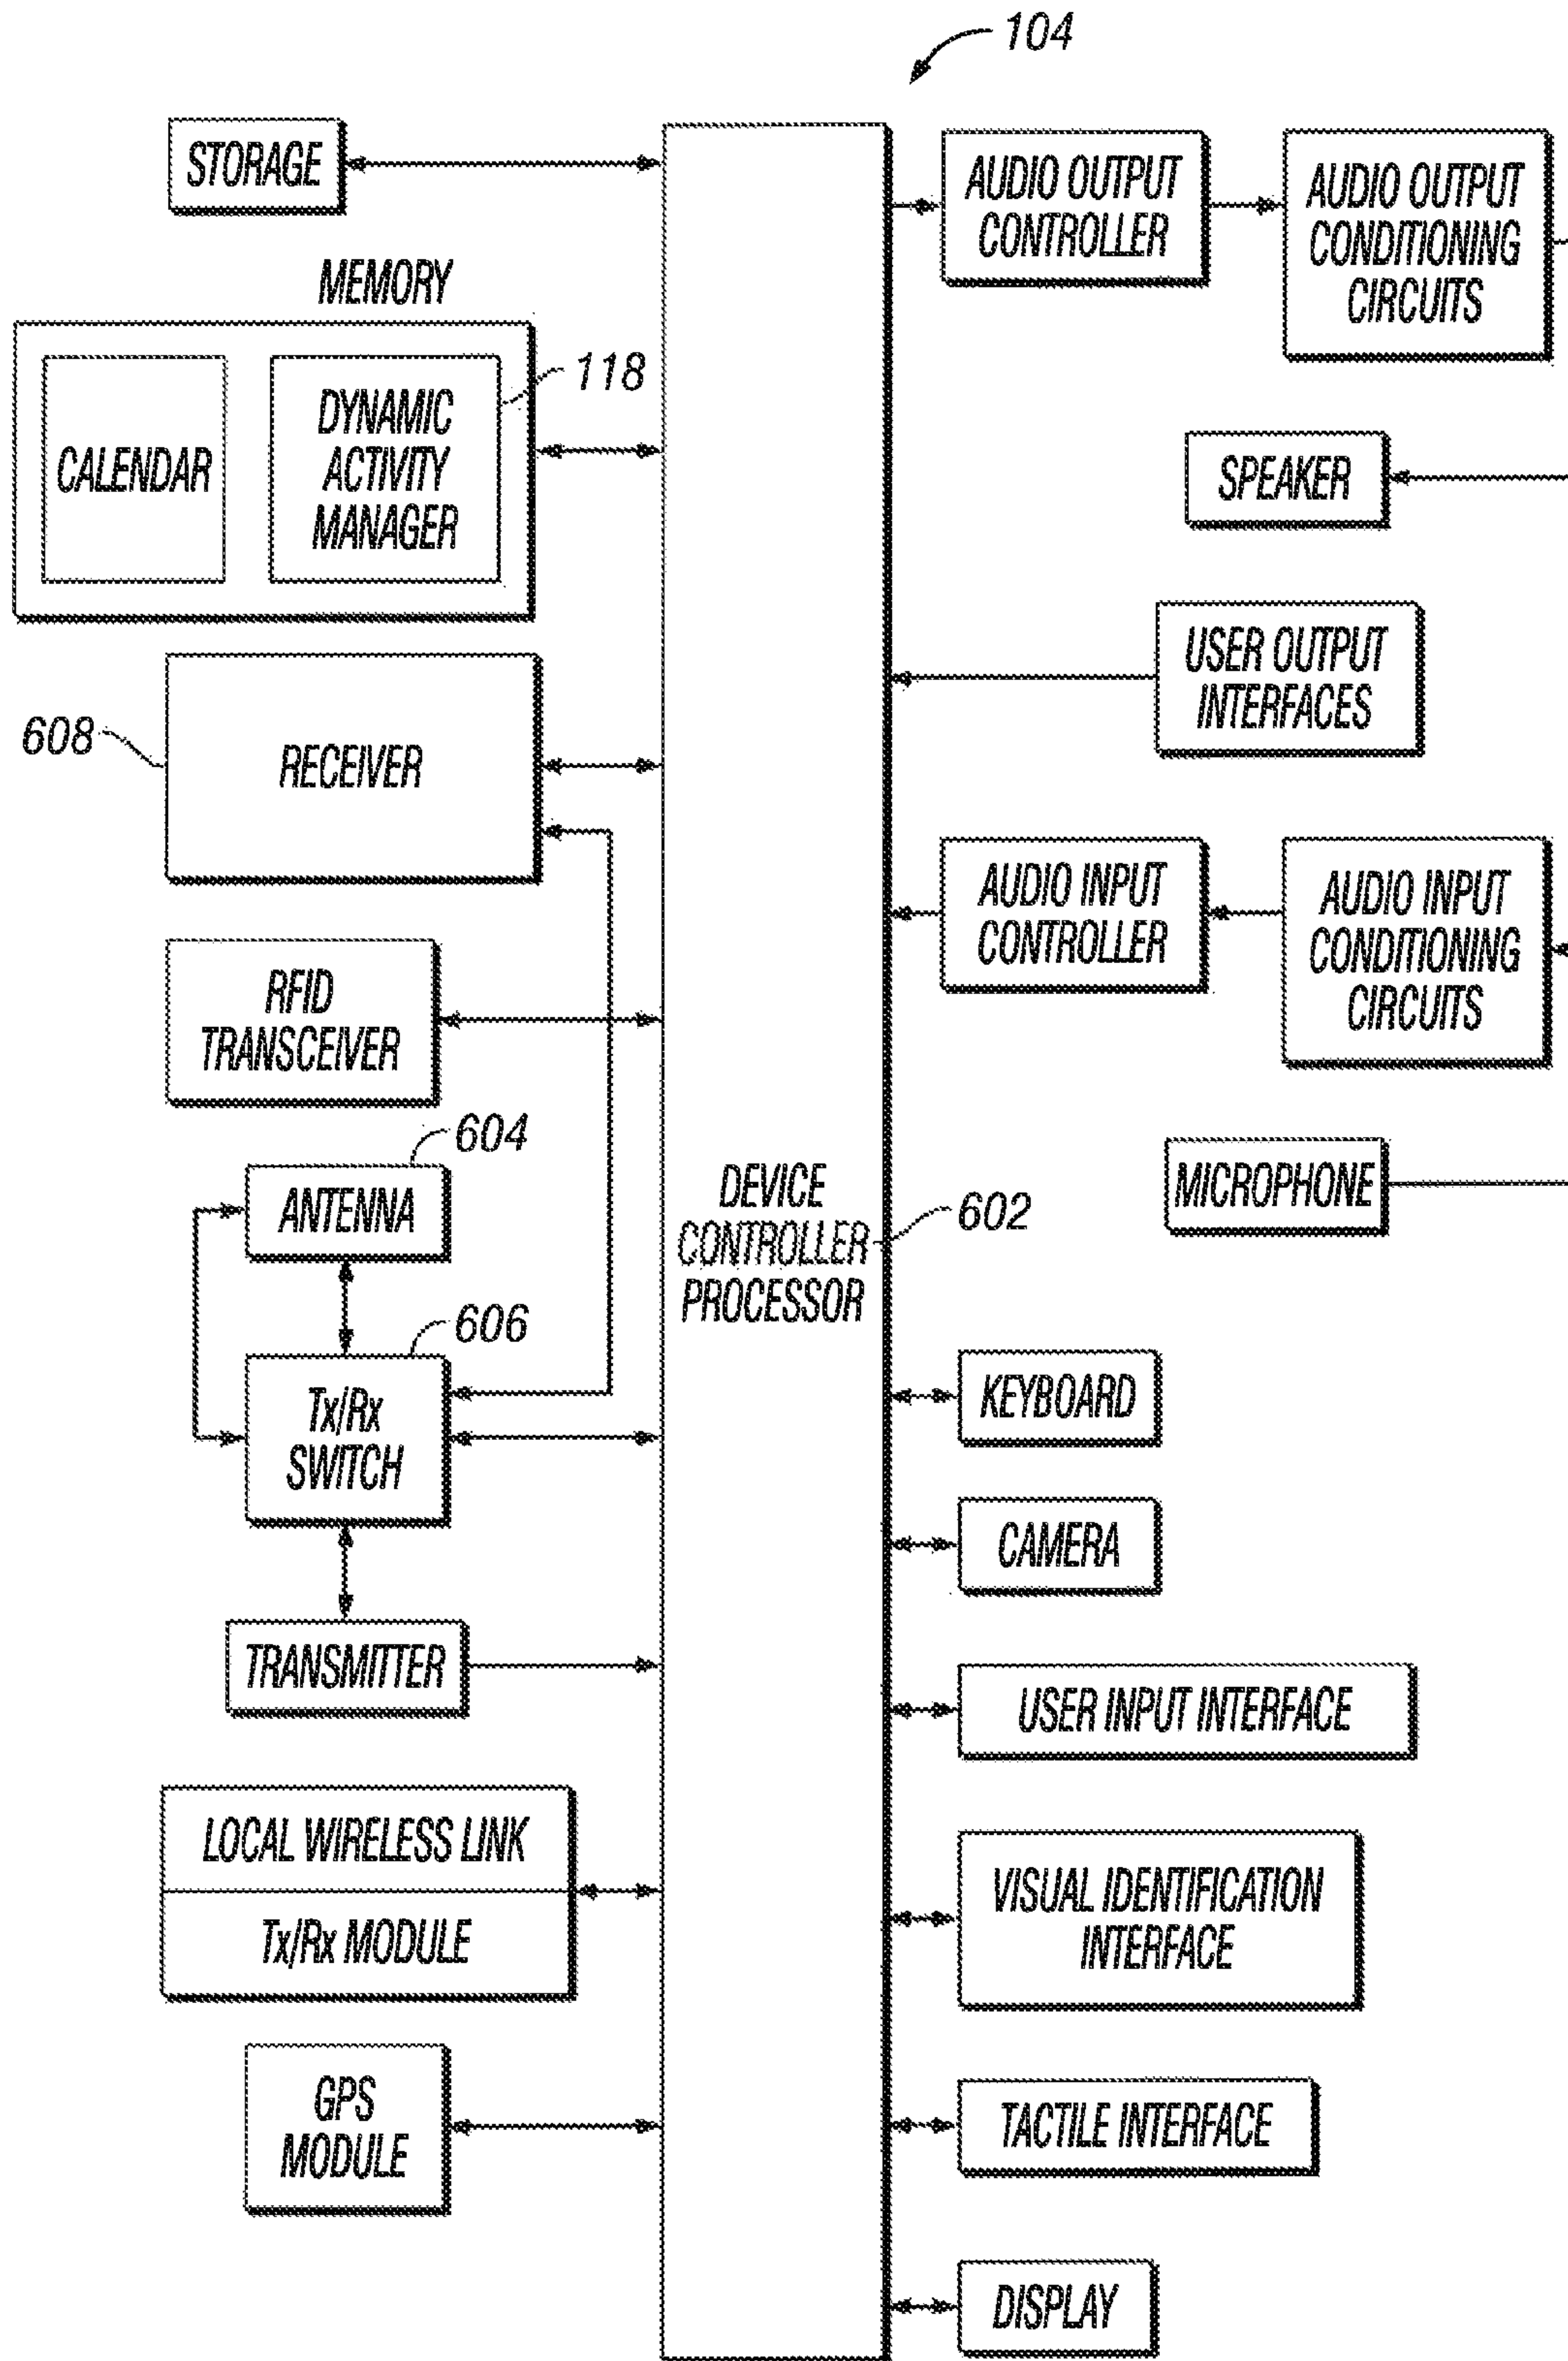 104
STORAGE
MEMORY
CALENDAR
DYNAMIC
ACTIVITY
MANAGER
118
608
RECEIVER
RFID
TRANSCEIVER
604
ANTENNA
606
Tx/Rx
SWITCH
TRANSMITTER
LOCAL WIRELESS LINK
Tx/Rx MODULE
GPS
MODULE
DEVICE
CONTROLLER
PROCESSOR
602
AUDIO OUTPUT
CONTROLLER
AUDIO OUTPUT
CONDITIONING
CIRCUITS
SPEAKER
USER OUTPUT
INTERFACES
AUDIO INPUT
CONTROLLER
AUDIO INPUT
CONDITIONING
CIRCUITS
MICROPHONE
KEYBOARD
CAMERA
USER INPUT INTERFACE
VISUAL IDENTIFICATION
INTERFACE
TACTILE INTERFACE
DISPLAY